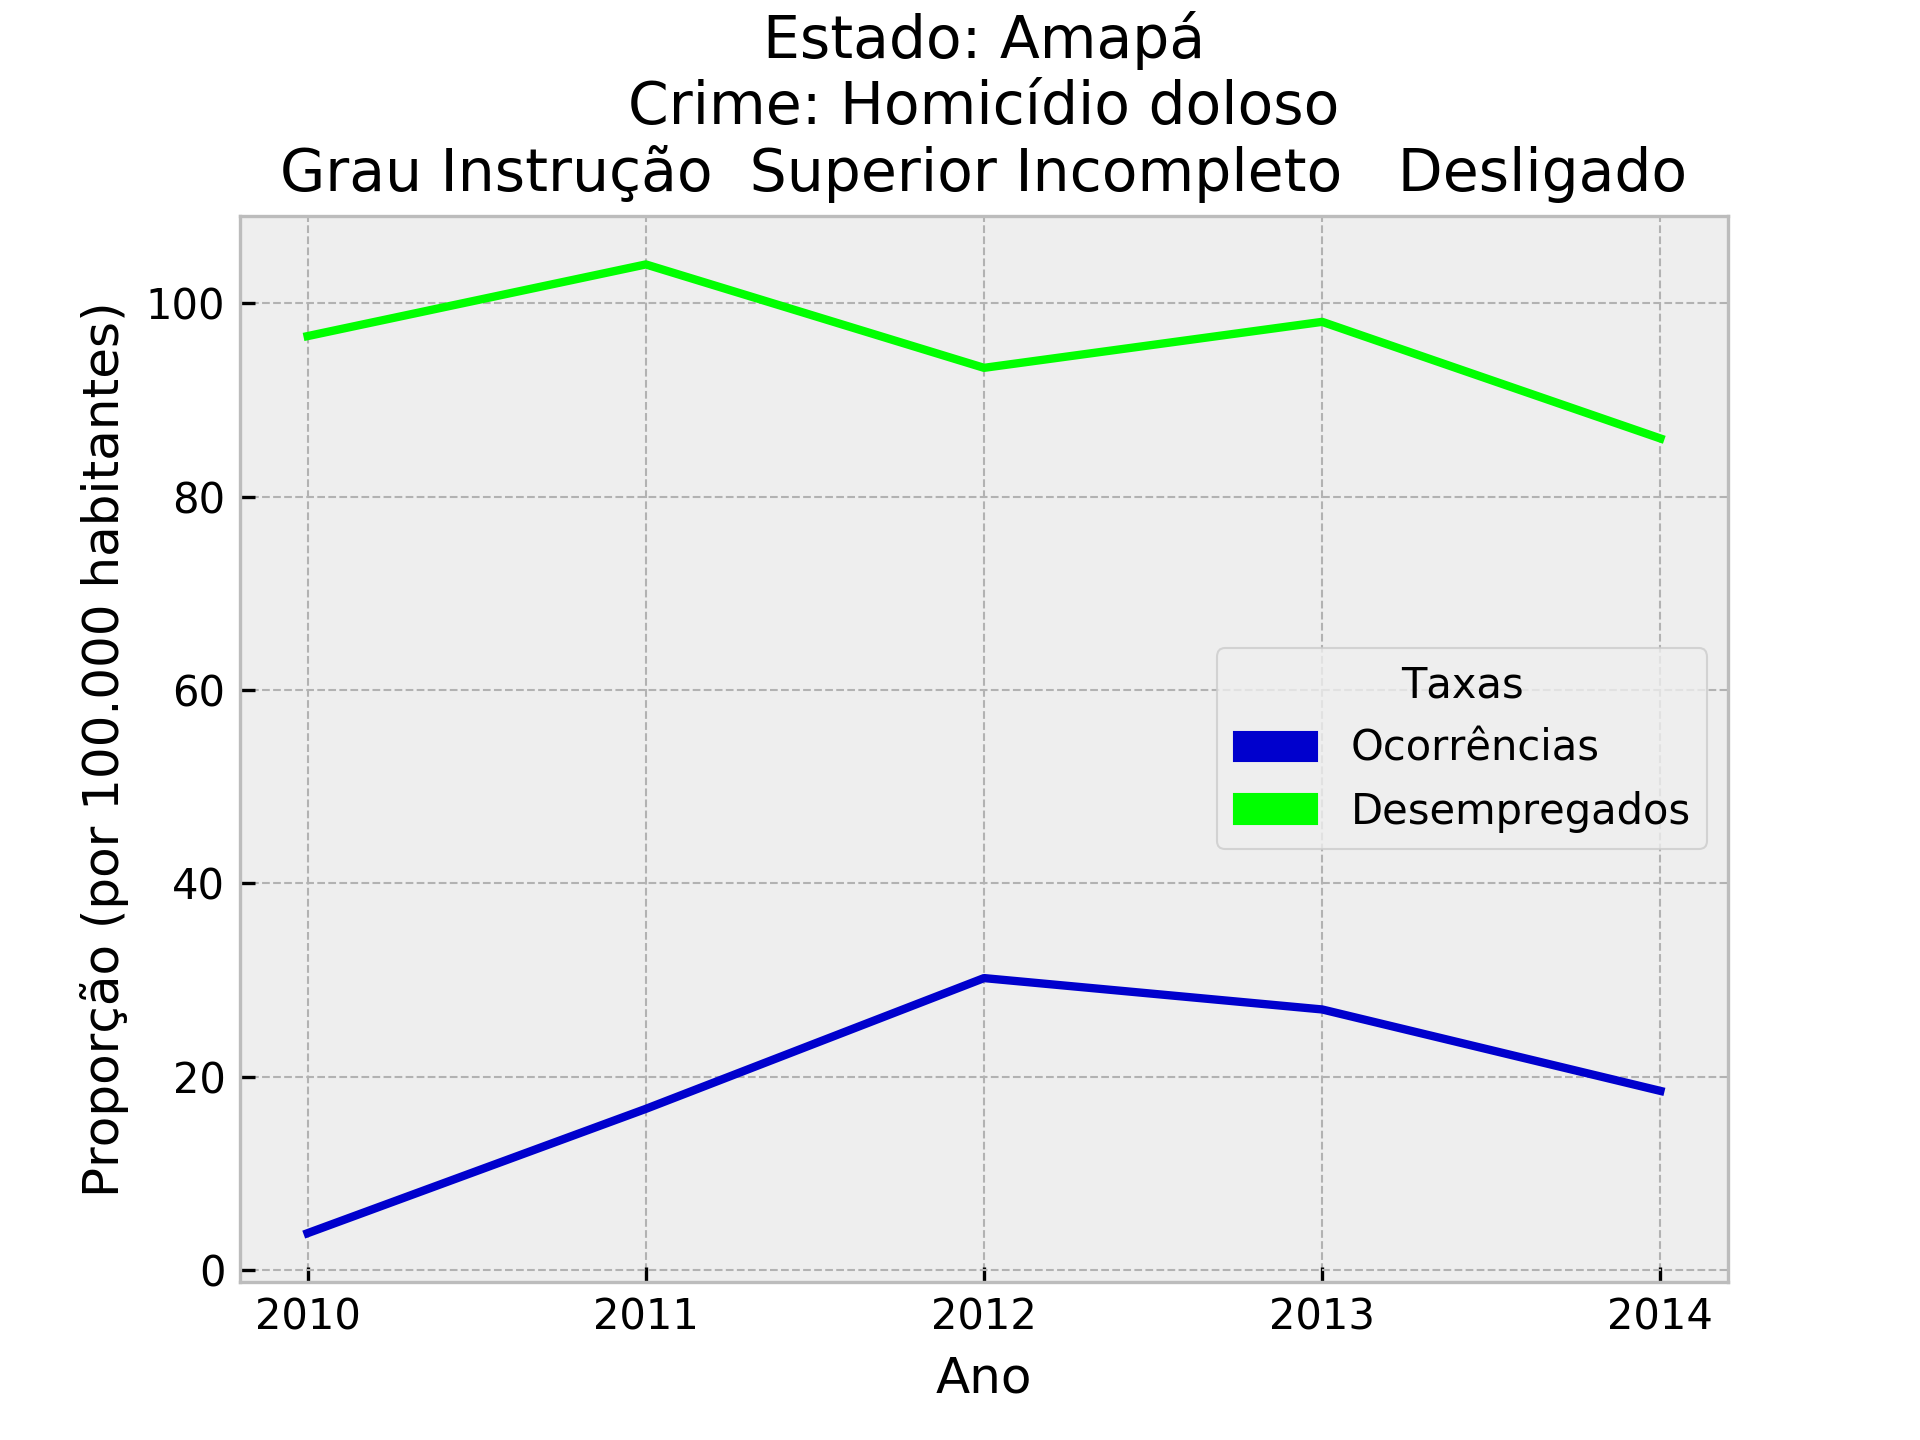 Estado: Amapá
Crime: Homicídio doloso
Grau Instrução  Superior Incompleto   Desligado
Proporção (por 100.000 habitantes)
100
80
60
40
20
0
Taxas
Ocorrências
Desempregados
2010 2011 2012 2013 2014
Ano